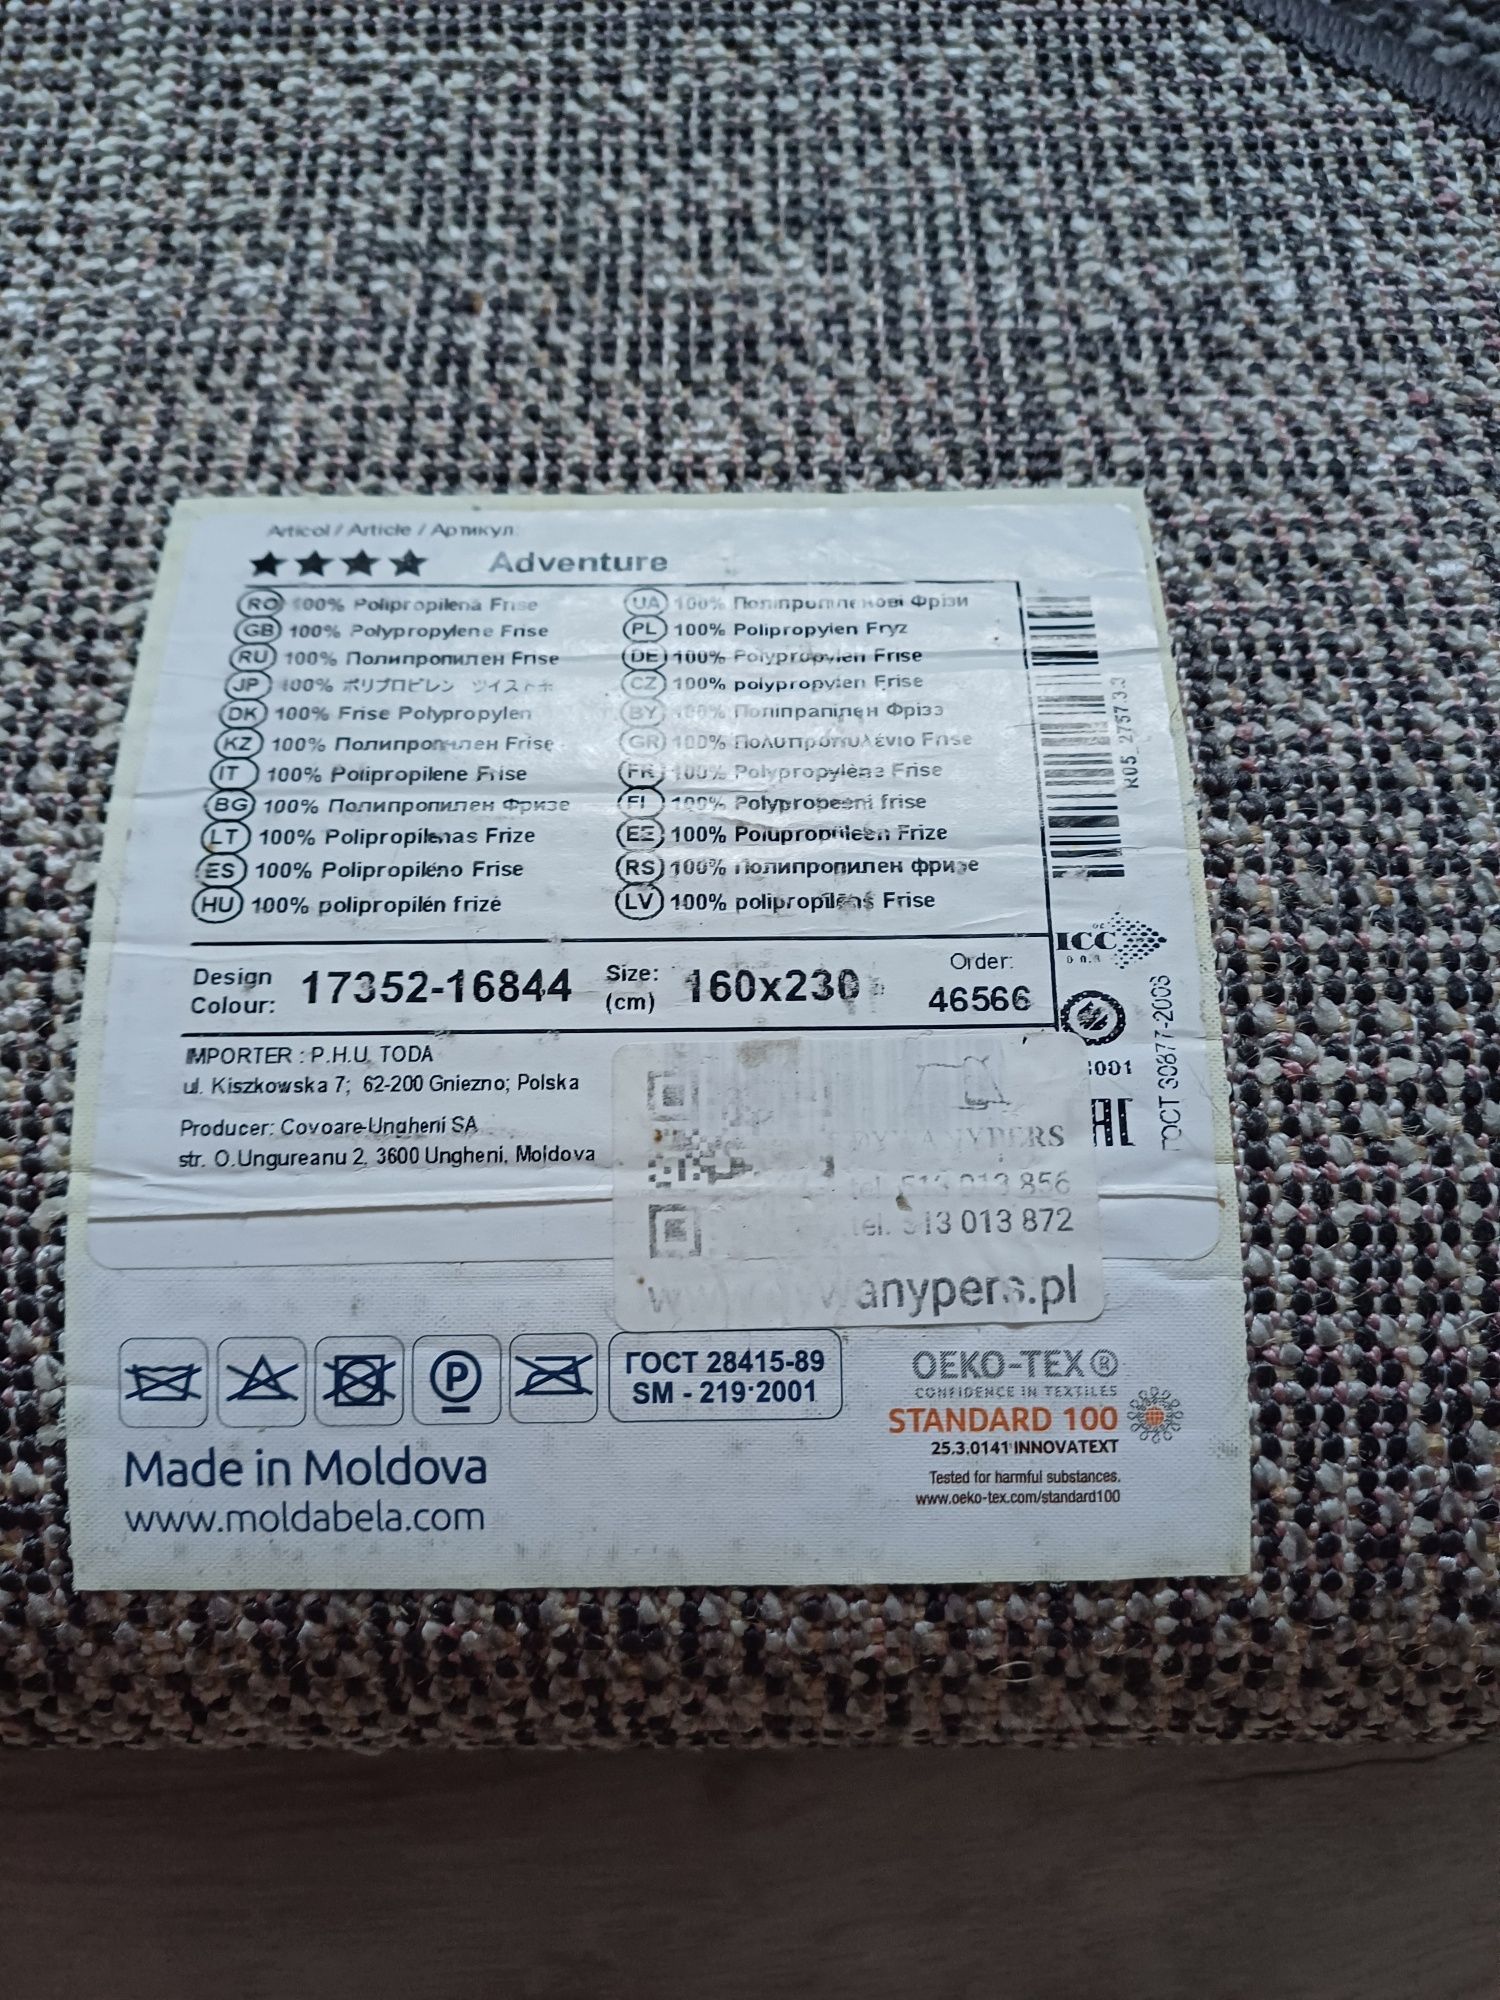 Articol / Article / Артикул:
★★★★ Adventure
RO 100% Polipropilenă Frise
GB 100% Polypropylene Frise
RU 100% Полипропилен Frise
JP 100% ポリプロピレン
DK 100% Frise Polypropylen
KZ 100% Полипропилен Frise
IT 100% Polipropilene Frise
BG 100% Полипропилен Фризе
LT 100% Polipropilenas Frize
ES 100% Polipropiléno Frise
HU 100% polipropilén frizé
UA 100% Поліпропіленові Фрізи
PL 100% Polipropylen Fryz
DE 100% Polypropylen Frise
CZ 100% polypropylen Frise
BY 100% Поліпрапілен Фрізэ
GR 100% Πολυπροπυλένιο Frise
FR 100% Polypropylène Frise
FI 100% Polypropeeni frise
EE 100% Polüpropüleen Frize
RS 100% Полипропилен фризе
LV 100% polipropilēns Frise
R05_2757.3.3
Design Colour: 17352-16844
Size: (cm) 160x230
Order: 46566
ICC
ГОСТ 30877-2003
IMPORTER : P.H.U. TODA
ul. Kiszkowska 7; 62-200 Gniezno; Polska
Producer: Covoare-Ungheni SA
str. O.Ungureanu 2, 3600 Ungheni, Moldova
DYWANYPERS
tel. 513 013 856
tel. 513 013 872
www.dywanypers.pl
P
ГОСТ 28415-89
SM - 219:2001
OEKO-TEX®
CONFIDENCE IN TEXTILES
STANDARD 100
25.3.0141 INNOVATEXT
Tested for harmful substances.
www.oeko-tex.com/standard100
Made in Moldova
www.moldabela.com